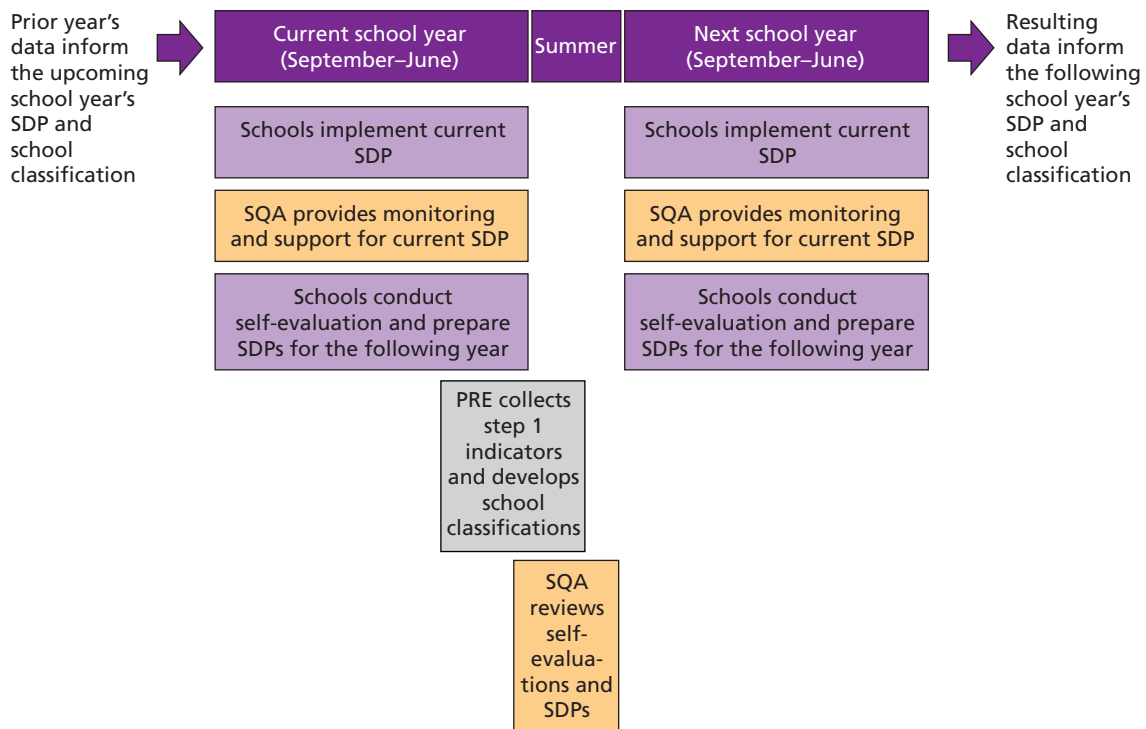 Prior year's
data inform
the upcoming
school year's
SDP and
school
classification
Current school year
(September–June)
Summer
Next school year
(September–June)
Resulting
data inform
the following
school year's
SDP and
school
classification
Schools implement current
SDP
Schools implement current
SDP
SQA provides monitoring
and support for current SDP
SQA provides monitoring
and support for current SDP
Schools conduct
self-evaluation and prepare
SDPs for the following year
Schools conduct
self-evaluation and prepare
SDPs for the following year
PRE collects
step 1
indicators
and develops
school
classifications
SQA
reviews
self-
evalua-
tions and
SDPs